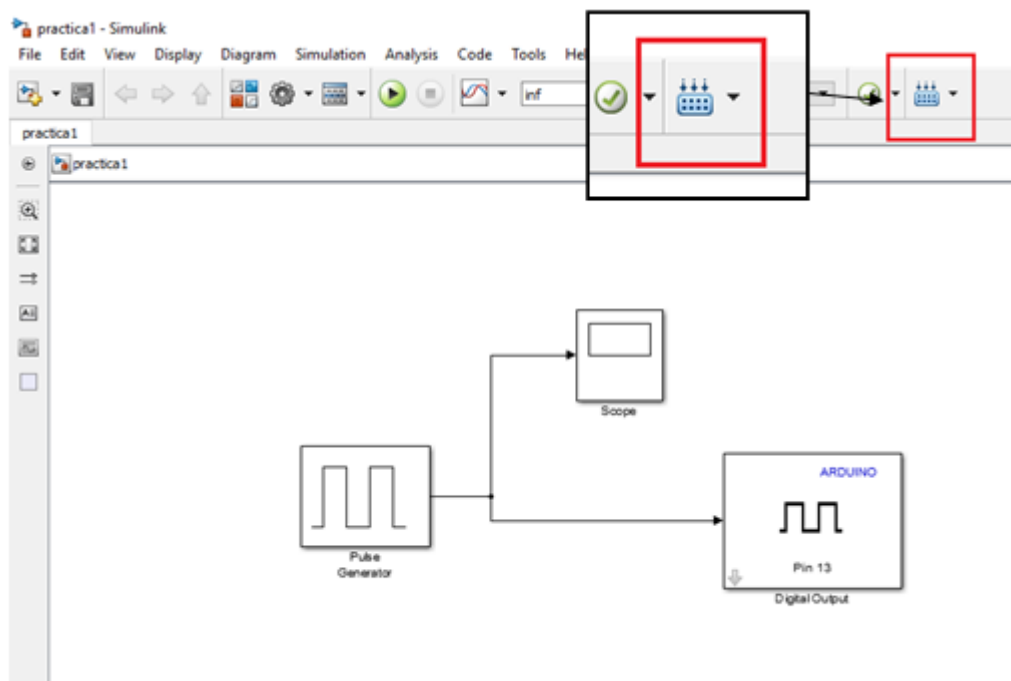 practica1 - Simulink
File Edit View Display Diagram Simulation Analysis Code Tools
inf
practica1
practica1
Scope
Pulse
Generator
ARDUINO
Pin 13
Digital Output